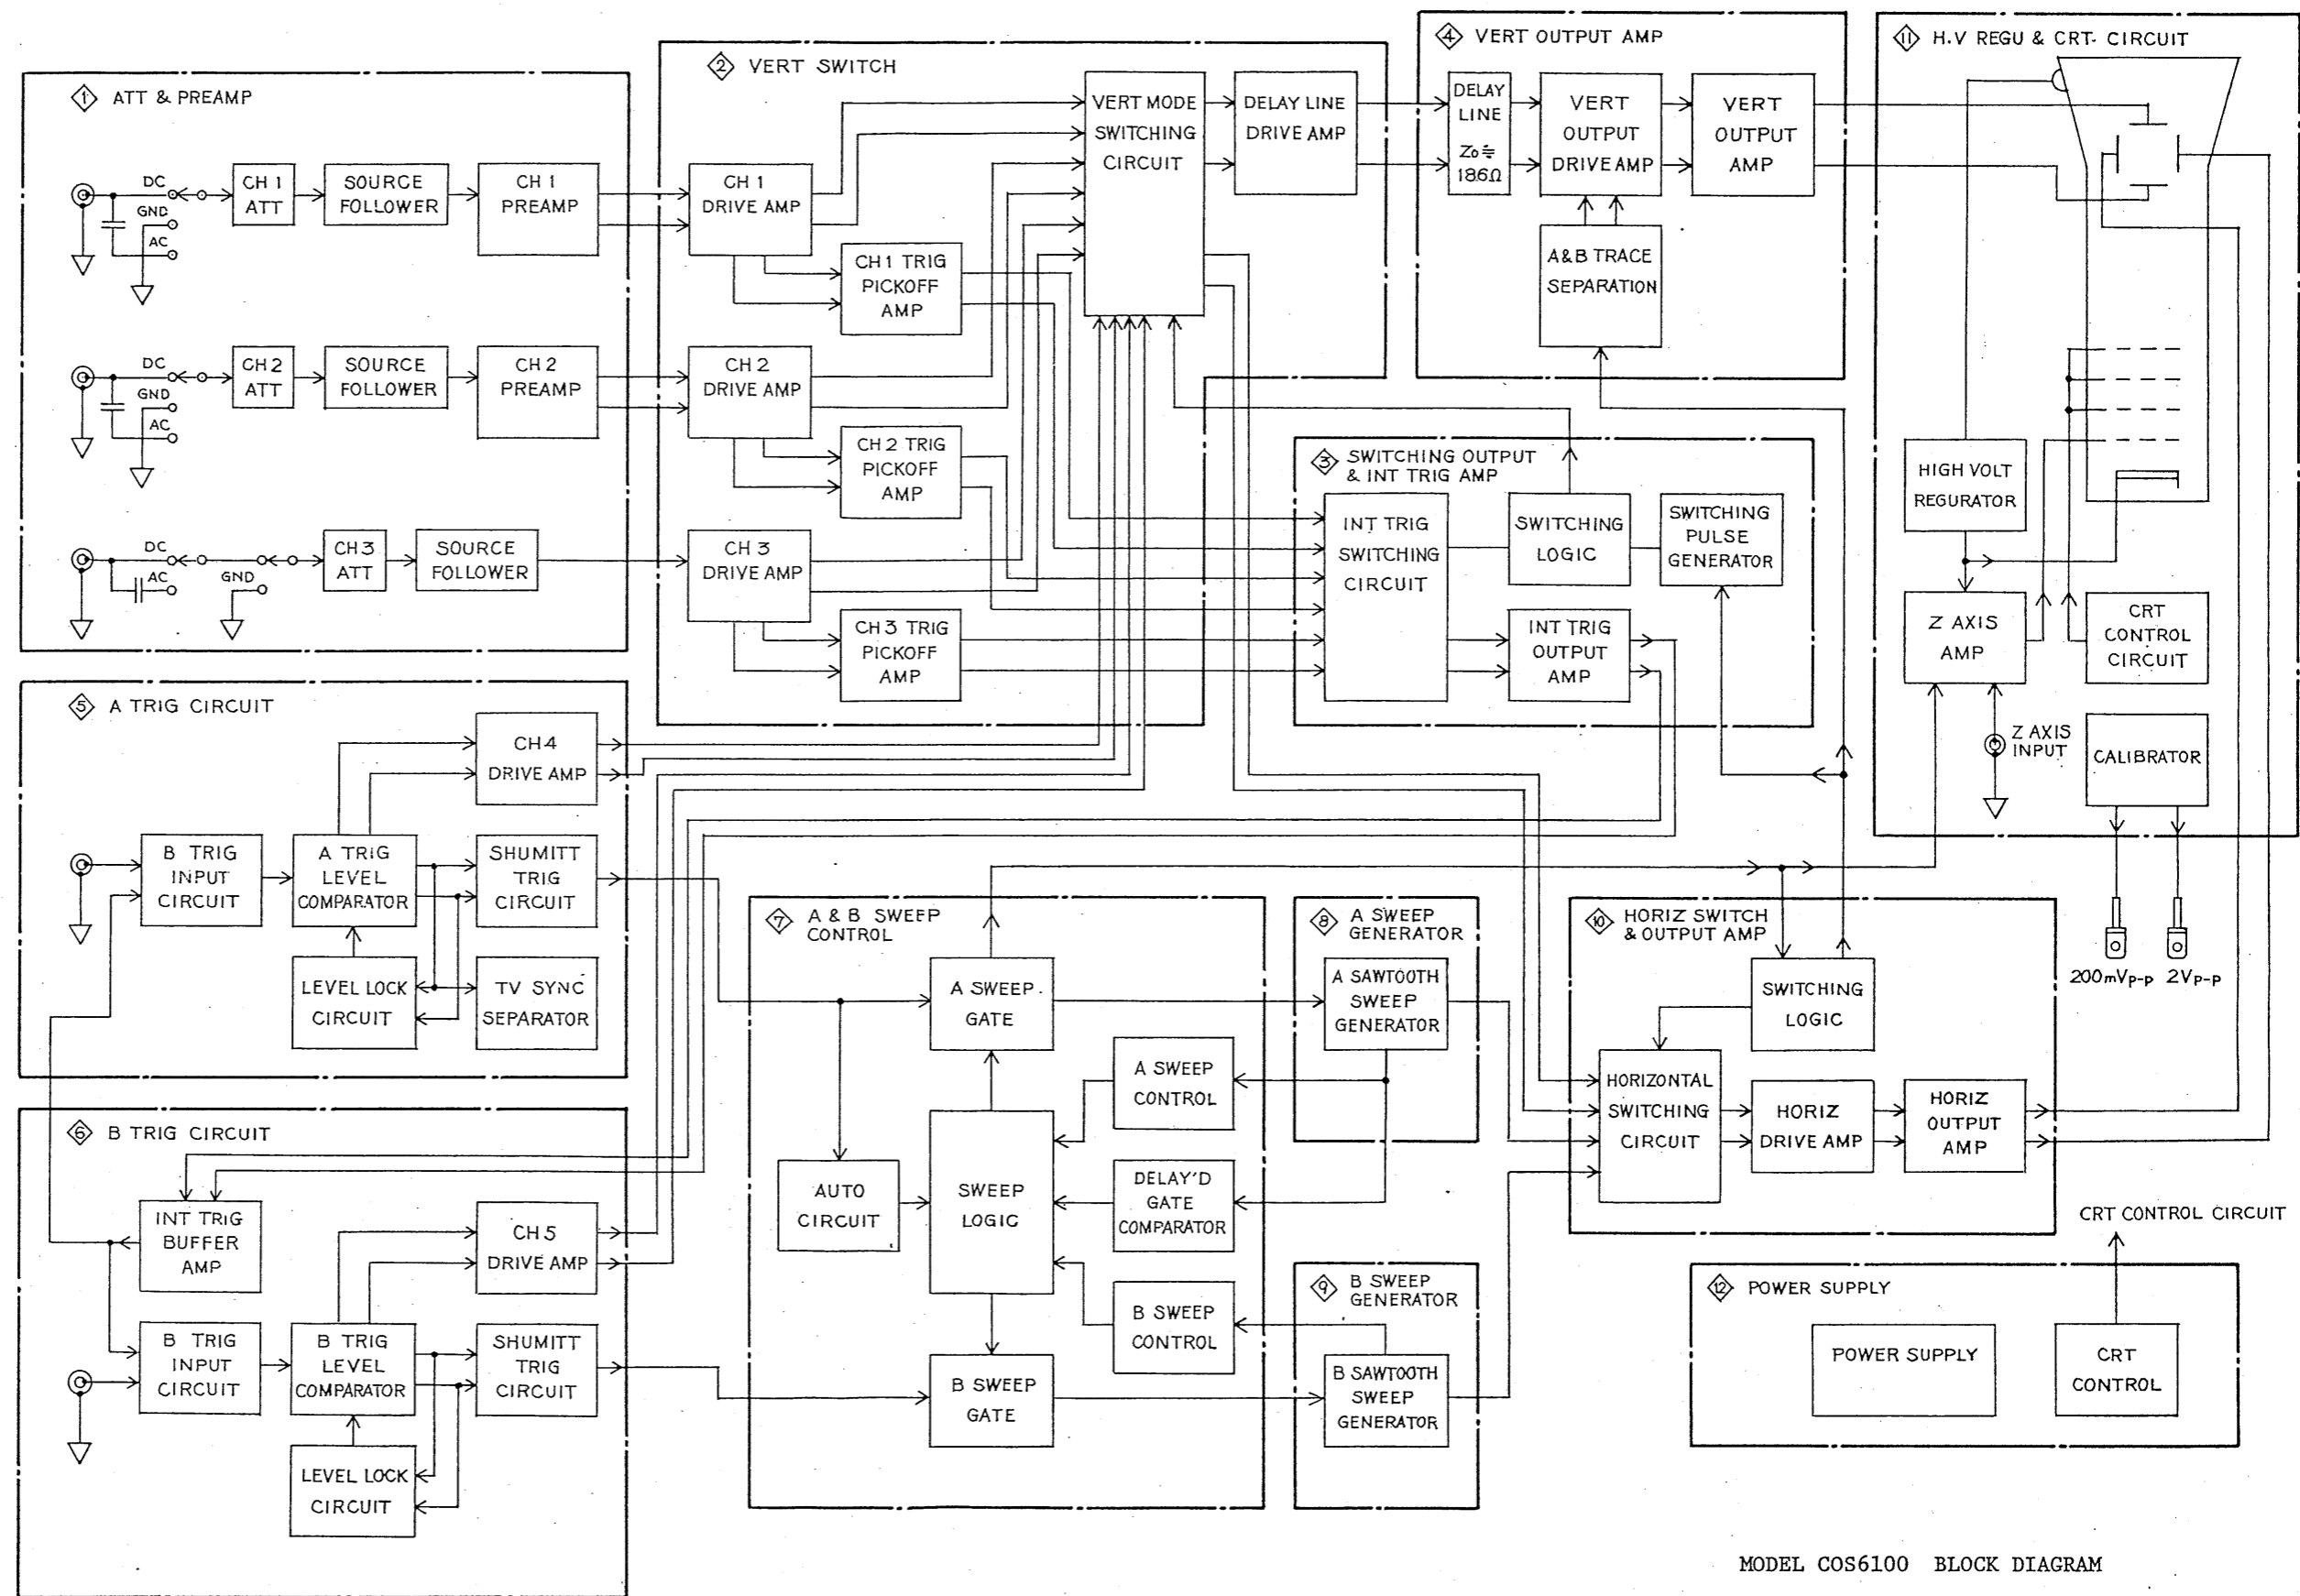 1 ATT & PREAMP
DC
GND
AC
CH 1
ATT
SOURCE
FOLLOWER
CH 1
PREAMP
DC
GND
AC
CH 2
ATT
SOURCE
FOLLOWER
CH 2
PREAMP
DC
AC
GND
CH 3
ATT
SOURCE
FOLLOWER
2 VERT SWITCH
CH 1
DRIVE AMP
CH 1 TRIG
PICKOFF
AMP
CH 2
DRIVE AMP
CH 2 TRIG
PICKOFF
AMP
CH 3
DRIVE AMP
CH 3 TRIG
PICKOFF
AMP
VERT MODE
SWITCHING
CIRCUIT
DELAY LINE
DRIVE AMP
4 VERT OUTPUT AMP
DELAY
LINE
Zo≒
186Ω
VERT
OUTPUT
DRIVE AMP
VERT
OUTPUT
AMP
A&B TRACE
SEPARATION
3 SWITCHING OUTPUT
& INT TRIG AMP
INT TRIG
SWITCHING
CIRCUIT
SWITCHING
LOGIC
SWITCHING
PULSE
GENERATOR
INT TRIG
OUTPUT
AMP
11 H.V REGU & CRT- CIRCUIT
HIGH VOLT
REGURATOR
Z AXIS
AMP
CRT
CONTROL
CIRCUIT
Z AXIS
INPUT
CALIBRATOR
200mVp-p 2Vp-p
5 A TRIG CIRCUIT
CH 4
DRIVE AMP
B TRIG
INPUT
CIRCUIT
A TRIG
LEVEL
COMPARATOR
SHUMITT
TRIG
CIRCUIT
LEVEL LOCK
CIRCUIT
TV SYNC
SEPARATOR
6 B TRIG CIRCUIT
INT TRIG
BUFFER
AMP
CH 5
DRIVE AMP
B TRIG
INPUT
CIRCUIT
B TRIG
LEVEL
COMPARATOR
SHUMITT
TRIG
CIRCUIT
LEVEL LOCK
CIRCUIT
7 A & B SWEEP
CONTROL
A SWEEP
GATE
A SWEEP
CONTROL
AUTO
CIRCUIT
SWEEP
LOGIC
DELAY'D
GATE
COMPARATOR
B SWEEP
CONTROL
B SWEEP
GATE
8 A SWEEP
GENERATOR
A SAWTOOTH
SWEEP
GENERATOR
9 B SWEEP
GENERATOR
B SAWTOOTH
SWEEP
GENERATOR
10 HORIZ SWITCH
& OUTPUT AMP
SWITCHING
LOGIC
HORIZONTAL
SWITCHING
CIRCUIT
HORIZ
DRIVE AMP
HORIZ
OUTPUT
AMP
CRT CONTROL CIRCUIT
12 POWER SUPPLY
POWER SUPPLY
CRT
CONTROL
MODEL COS6100 BLOCK DIAGRAM